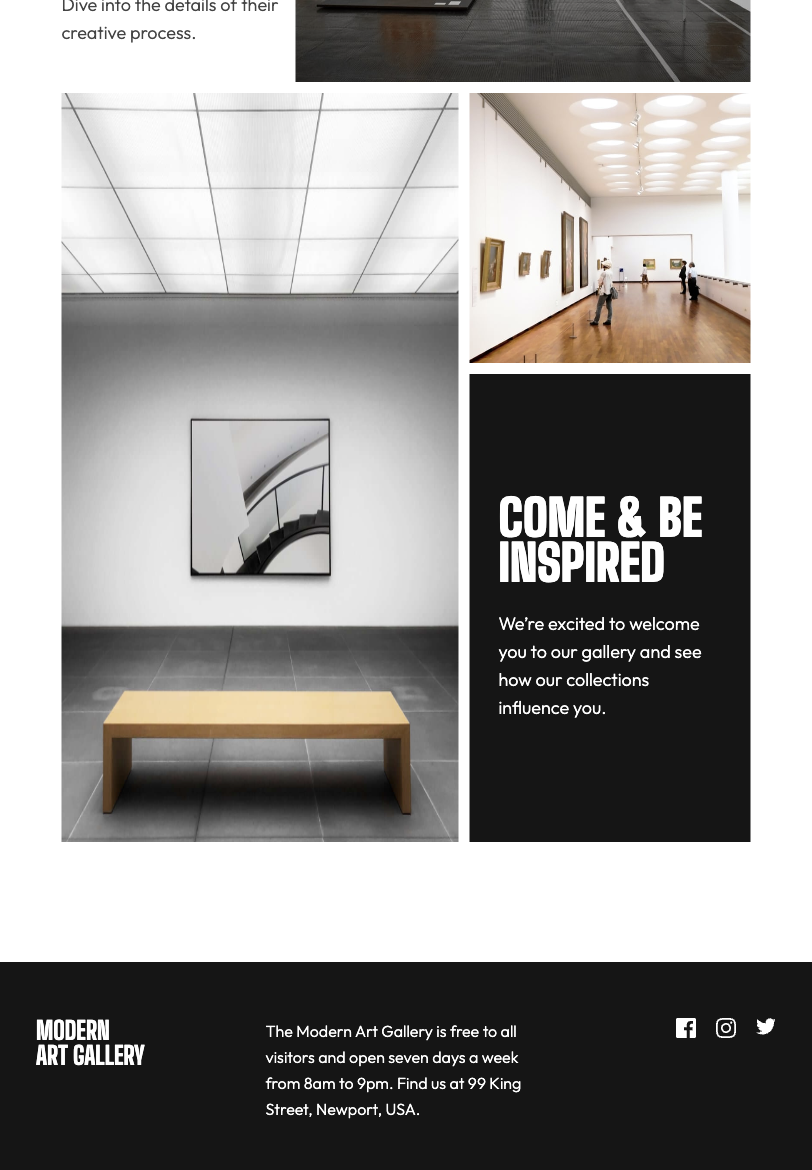 Dive into the details of their
creative process.
COME & BE
INSPIRED
We're excited to welcome
you to our gallery and see
how our collections
influence you.
MODERN
ART GALLERY
The Modern Art Gallery is free to all
visitors and open seven days a week
from 8am to 9pm. Find us at 99 King
Street, Newport, USA.